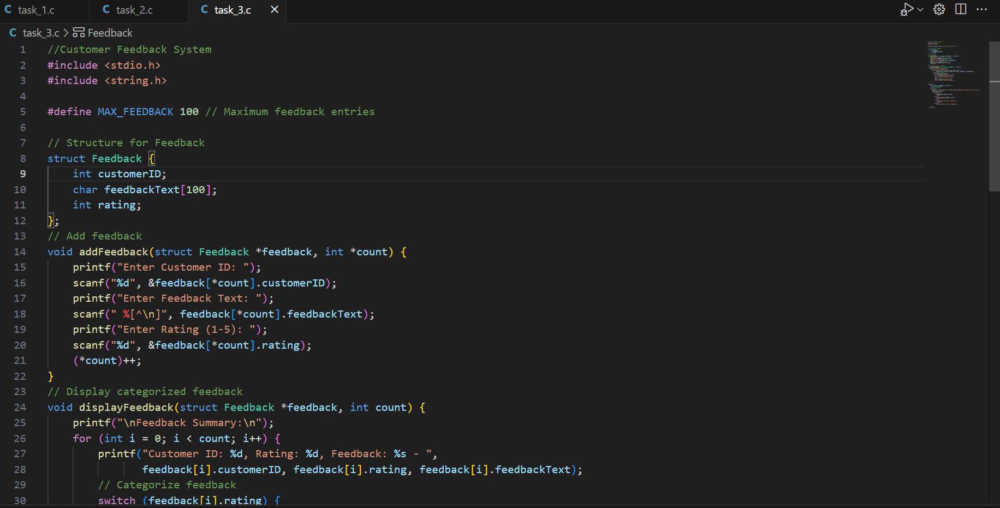 C task_1.c C task_2.c C task_3.c
C task_3.c > Feedback
1 //Customer Feedback System
2 #include <stdio.h>
3 #include <string.h>
4
5 #define MAX_FEEDBACK 100 // Maximum feedback entries
6
7 // Structure for Feedback
8 struct Feedback {
9     int customerID;
10     char feedbackText[100];
11     int rating;
12 };
13 // Add feedback
14 void addFeedback(struct Feedback *feedback, int *count) {
15     printf("Enter Customer ID: ");
16     scanf("%d", &feedback[*count].customerID);
17     printf("Enter Feedback Text: ");
18     scanf(" %[^\n]", feedback[*count].feedbackText);
19     printf("Enter Rating (1-5): ");
20     scanf("%d", &feedback[*count].rating);
21     (*count)++;
22 }
23 // Display categorized feedback
24 void displayFeedback(struct Feedback *feedback, int count) {
25     printf("\nFeedback Summary:\n");
26     for (int i = 0; i < count; i++) {
27         printf("Customer ID: %d, Rating: %d, Feedback: %s - ",
28                feedback[i].customerID, feedback[i].rating, feedback[i].feedbackText);
29         // Categorize feedback
30         switch (feedback[i].rating) {